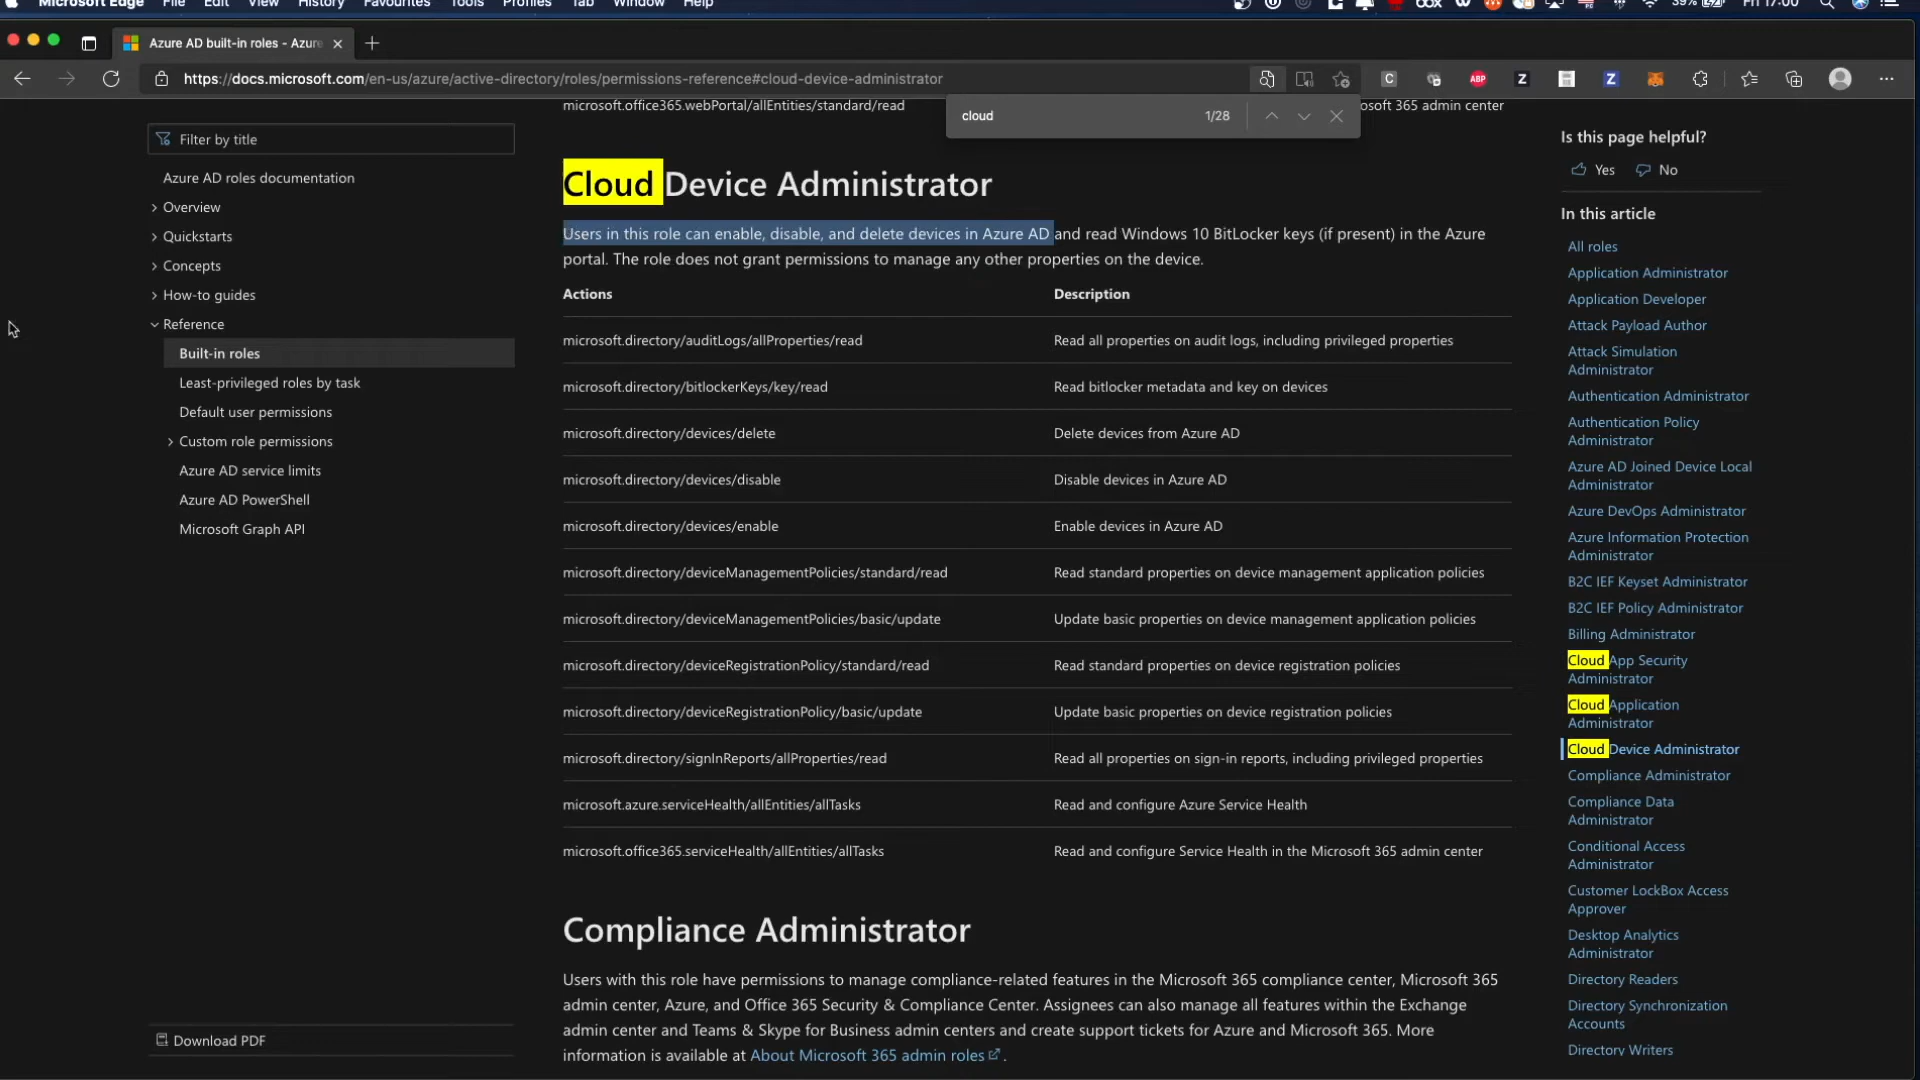 Microsoft Edge File Edit View History Favourites Tools Profiles Tab Window Help
39% Fri 17:00
Azure AD built-in roles - Azure
https://docs.microsoft.com/en-us/azure/active-directory/roles/permissions-reference#cloud-device-administrator
ABP
cloud 1/28
Filter by title
Azure AD roles documentation
Overview
Quickstarts
Concepts
How-to guides
Reference
Built-in roles
Least-privileged roles by task
Default user permissions
Custom role permissions
Azure AD service limits
Azure AD PowerShell
Microsoft Graph API
Download PDF
microsoft.office365.webPortal/allEntities/standard/read osoft 365 admin center
Cloud Device Administrator
Users in this role can enable, disable, and delete devices in Azure AD and read Windows 10 BitLocker keys (if present) in the Azure
portal. The role does not grant permissions to manage any other properties on the device.
Actions Description
microsoft.directory/auditLogs/allProperties/read Read all properties on audit logs, including privileged properties
microsoft.directory/bitlockerKeys/key/read Read bitlocker metadata and key on devices
microsoft.directory/devices/delete Delete devices from Azure AD
microsoft.directory/devices/disable Disable devices in Azure AD
microsoft.directory/devices/enable Enable devices in Azure AD
microsoft.directory/deviceManagementPolicies/standard/read Read standard properties on device management application policies
microsoft.directory/deviceManagementPolicies/basic/update Update basic properties on device management application policies
microsoft.directory/deviceRegistrationPolicy/standard/read Read standard properties on device registration policies
microsoft.directory/deviceRegistrationPolicy/basic/update Update basic properties on device registration policies
microsoft.directory/signInReports/allProperties/read Read all properties on sign-in reports, including privileged properties
microsoft.azure.serviceHealth/allEntities/allTasks Read and configure Azure Service Health
microsoft.office365.serviceHealth/allEntities/allTasks Read and configure Service Health in the Microsoft 365 admin center
Compliance Administrator
Users with this role have permissions to manage compliance-related features in the Microsoft 365 compliance center, Microsoft 365
admin center, Azure, and Office 365 Security & Compliance Center. Assignees can also manage all features within the Exchange
admin center and Teams & Skype for Business admin centers and create support tickets for Azure and Microsoft 365. More
information is available at About Microsoft 365 admin roles.
Is this page helpful?
Yes No
In this article
All roles
Application Administrator
Application Developer
Attack Payload Author
Attack Simulation
Administrator
Authentication Administrator
Authentication Policy
Administrator
Azure AD Joined Device Local
Administrator
Azure DevOps Administrator
Azure Information Protection
Administrator
B2C IEF Keyset Administrator
B2C IEF Policy Administrator
Billing Administrator
Cloud App Security
Administrator
Cloud Application
Administrator
Cloud Device Administrator
Compliance Administrator
Compliance Data
Administrator
Conditional Access
Administrator
Customer LockBox Access
Approver
Desktop Analytics
Administrator
Directory Readers
Directory Synchronization
Accounts
Directory Writers